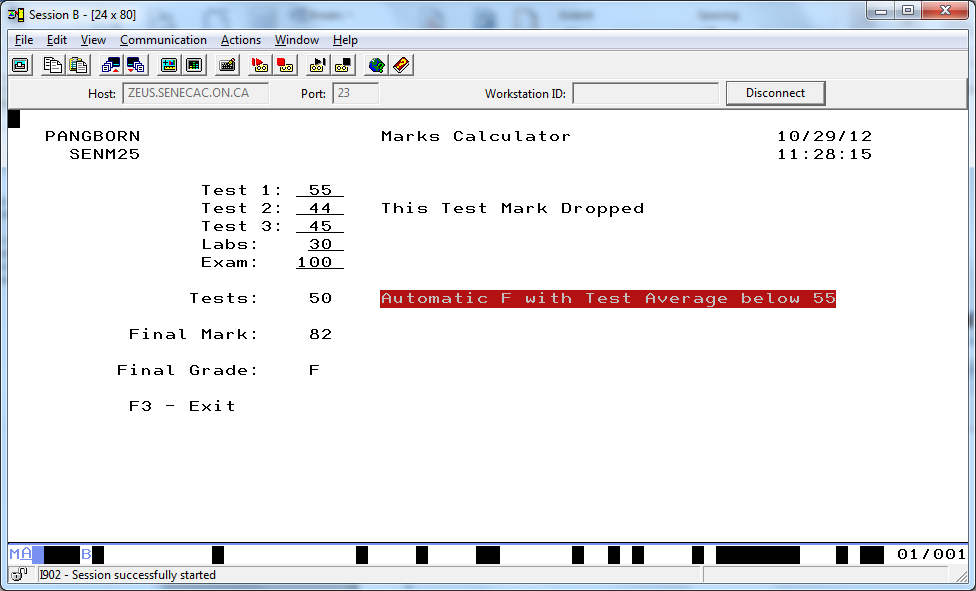 Session B - [24 x 80]
File Edit View Communication Actions Window Help
Host: ZEUS.SENECAC.ON.CA Port: 23 Workstation ID: Disconnect
PANGBORN Marks Calculator 10/29/12
SENM25 11:28:15
Test 1: 55
Test 2: 44 This Test Mark Dropped
Test 3: 45
Labs: 30
Exam: 100
Tests: 50 Automatic F with Test Average below 55
Final Mark: 82
Final Grade: F
F3 - Exit
MA B 01/001
I902 - Session successfully started